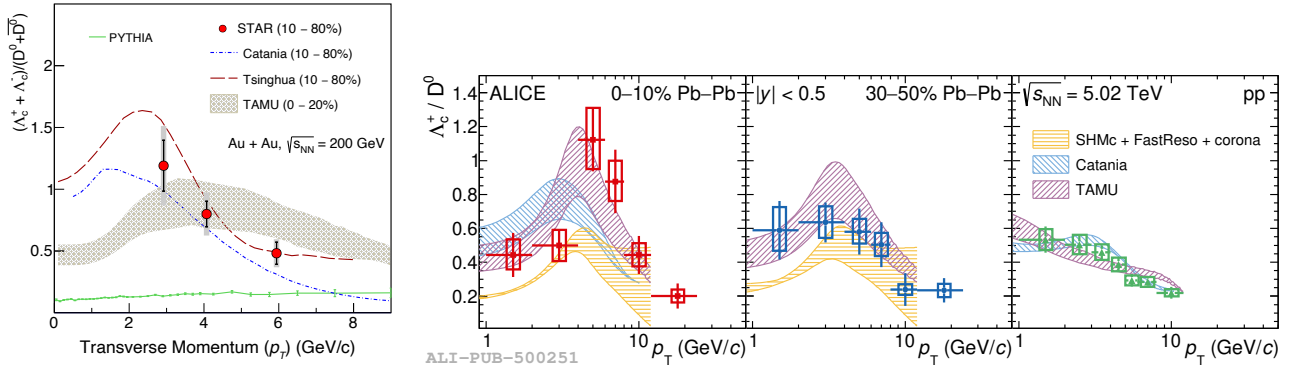 (Λc+ + Λc-)/(D⁰+D̅⁰)
2
1.5
1
0.5
PYTHIA
STAR (10 − 80%)
Catania (10 − 80%)
Tsinghua (10 − 80%)
TAMU (0 − 20%)
Au + Au, √sNN = 200 GeV
0 2 4 6 8
Transverse Momentum (pT) (GeV/c)
Λc+ / D⁰
1.4
1.2
1.0
0.8
0.6
0.4
0.2
ALICE 0–10% Pb–Pb
|y| < 0.5 30–50% Pb–Pb
√sNN = 5.02 TeV pp
SHMc + FastReso + corona
Catania
TAMU
1 10
pT (GeV/c)
1 10
pT (GeV/c)
1 10
pT (GeV/c)
ALI−PUB−500251